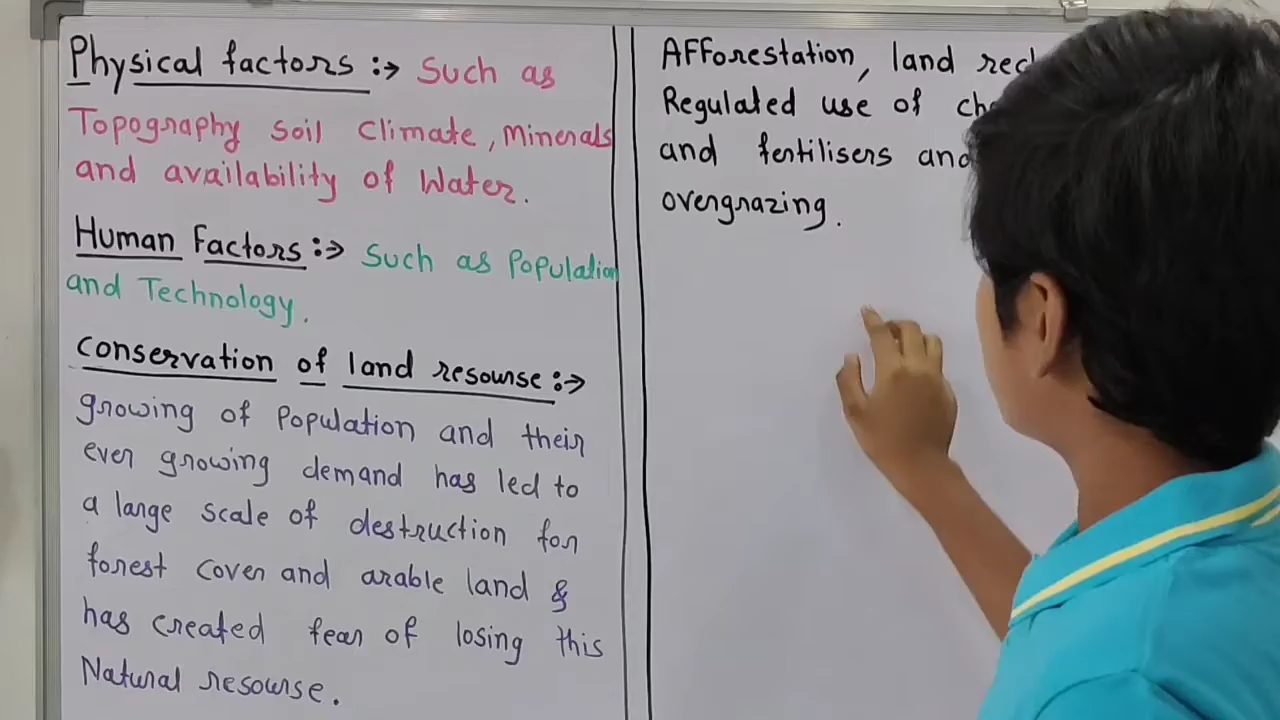 Physical factors :→ Such as
Topography soil climate, Minerals
and availability of Water.
Human Factors :→ Such as Population
and Technology.
Conservation of land resourse :→
growing of Population and their
ever growing demand has led to
a large scale of destruction for
forest cover and arable land &
has created fear of losing this
Natural resourse.
Afforestation, land
Regulated use of
and fertilisers and
overgrazing.